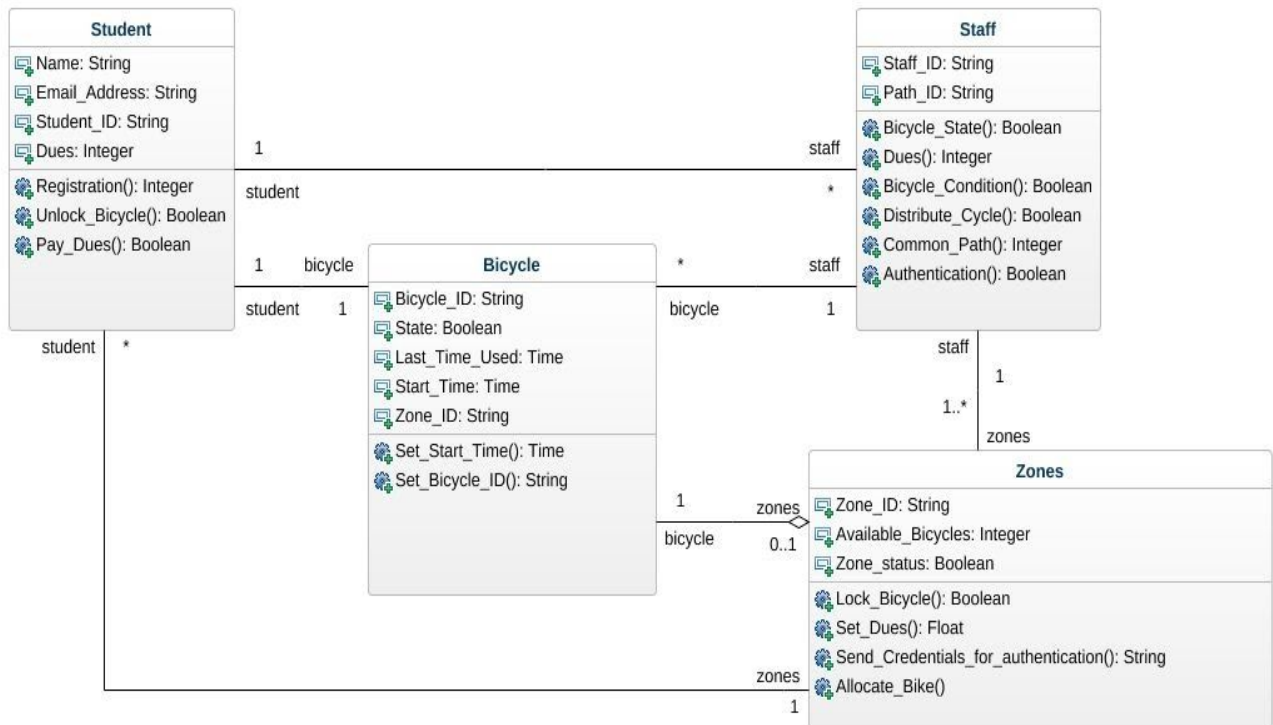 Student
Name: String
Email_Address: String
Student_ID: String
Dues: Integer
Registration(): Integer
Unlock_Bicycle(): Boolean
Pay_Dues(): Boolean
Staff
Staff_ID: String
Path_ID: String
Bicycle_State(): Boolean
Dues(): Integer
Bicycle_Condition(): Boolean
Distribute_Cycle(): Boolean
Common_Path(): Integer
Authentication(): Boolean
1
staff
student
*
1
bicycle
student
1
*
staff
bicycle
1
Bicycle
Bicycle_ID: String
State: Boolean
Last_Time_Used: Time
Start_Time: Time
Zone_ID: String
Set_Start_Time(): Time
Set_Bicycle_ID(): String
student
*
staff
1
1..*
zones
1
zones
bicycle
0..1
Zones
Zone_ID: String
Available_Bicycles: Integer
Zone_status: Boolean
Lock_Bicycle(): Boolean
Set_Dues(): Float
Send_Credentials_for_authentication(): String
Allocate_Bike()
zones
1